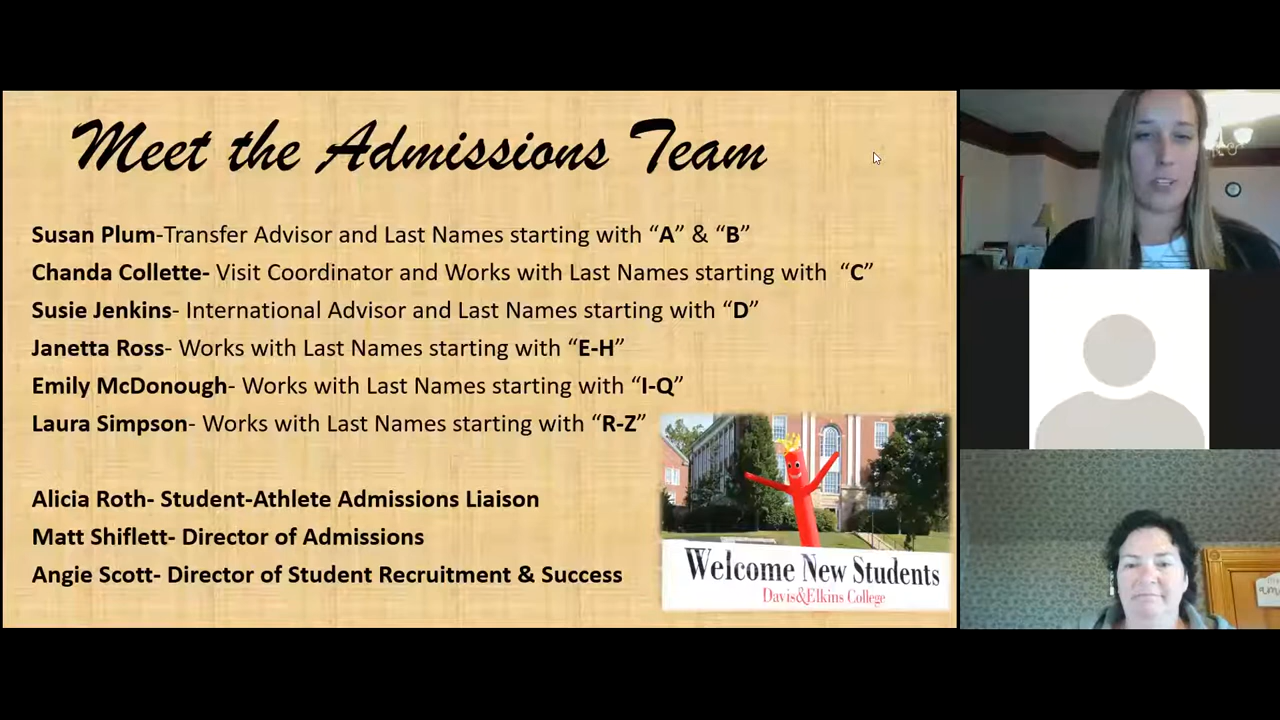 Meet the Admissions Team
Susan Plum-Transfer Advisor and Last Names starting with “A” & “B”
Chanda Collette- Visit Coordinator and Works with Last Names starting with “C”
Susie Jenkins- International Advisor and Last Names starting with “D”
Janetta Ross- Works with Last Names starting with “E-H”
Emily McDonough- Works with Last Names starting with “I-Q”
Laura Simpson- Works with Last Names starting with “R-Z”
Alicia Roth- Student-Athlete Admissions Liaison
Matt Shiflett- Director of Admissions
Angie Scott- Director of Student Recruitment & Success
Welcome New Students
Davis&Elkins College